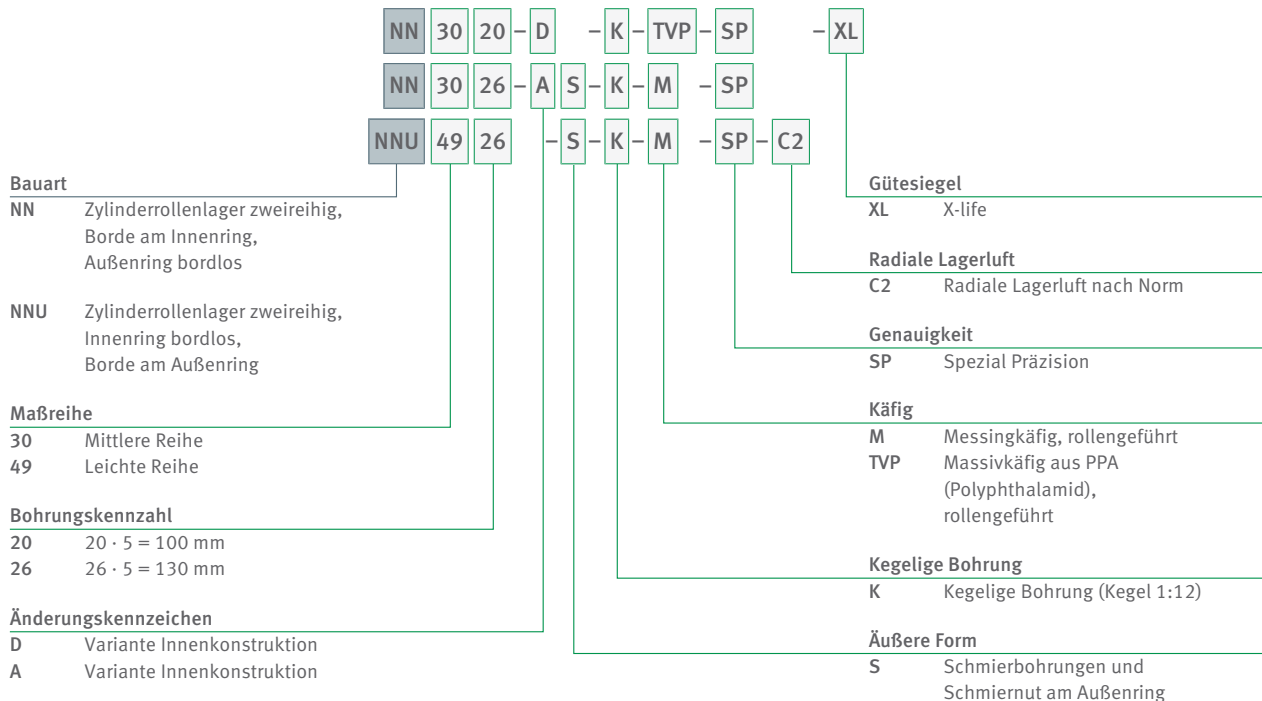 NN 30 20 – D – K – TVP – SP – XL
NN 30 26 – A S – K – M – SP
NNU 49 26 – S – K – M – SP – C2
Bauart
NN Zylinderrollenlager zweireihig,
Borde am Innenring,
Außenring bordlos
NNU Zylinderrollenlager zweireihig,
Innenring bordlos,
Borde am Außenring
Maßreihe
30 Mittlere Reihe
49 Leichte Reihe
Bohrungskennzahl
20 20 · 5 = 100 mm
26 26 · 5 = 130 mm
Änderungskennzeichen
D Variante Innenkonstruktion
A Variante Innenkonstruktion
Gütesiegel
XL X-life
Radiale Lagerluft
C2 Radiale Lagerluft nach Norm
Genauigkeit
SP Spezial Präzision
Käfig
M Messingkäfig, rollengeführt
TVP Massivkäfig aus PPA
(Polyphthalamid),
rollengeführt
Kegelige Bohrung
K Kegelige Bohrung (Kegel 1:12)
Äußere Form
S Schmierbohrungen und
Schmiernut am Außenring